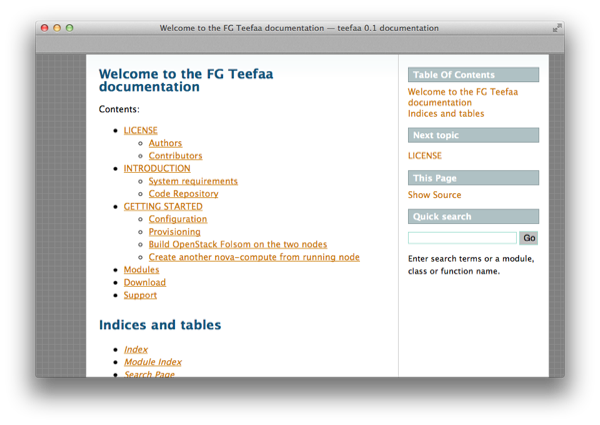 Welcome to the FG Teefaa documentation — teefaa 0.1 documentation
Welcome to the FG Teefaa
documentation
Contents:
LICENSE
Authors
Contributors
INTRODUCTION
System requirements
Code Repository
GETTING STARTED
Configuration
Provisioning
Build OpenStack Folsom on the two nodes
Create another nova-compute from running node
Modules
Download
Support
Indices and tables
Index
Module Index
Search Page
Table Of Contents
Welcome to the FG Teefaa
documentation
Indices and tables
Next topic
LICENSE
This Page
Show Source
Quick search
Go
Enter search terms or a module,
class or function name.